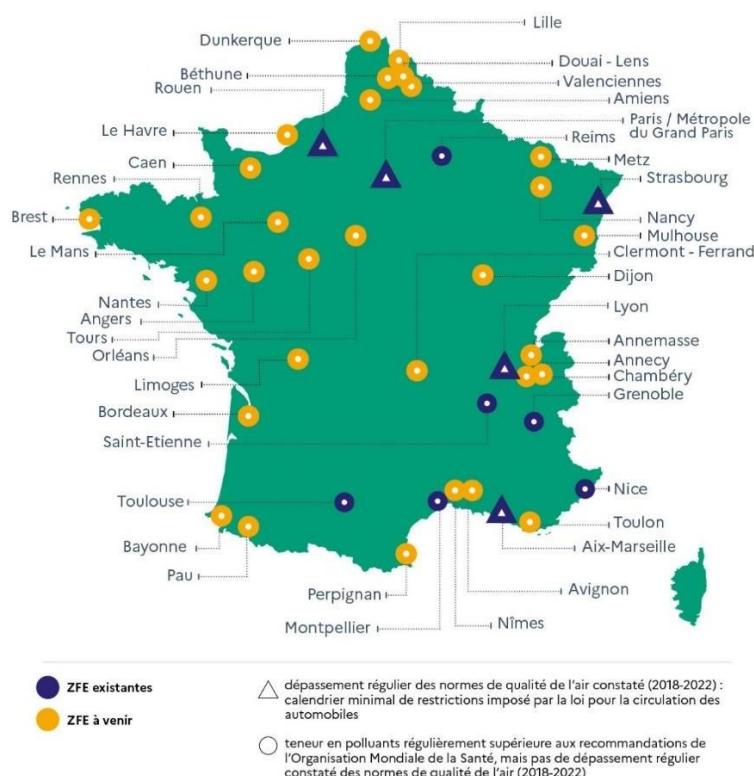 Lille
Dunkerque
Douai - Lens
Béthune
Valenciennes
Rouen
Amiens
Paris / Métropole
du Grand Paris
Le Havre
Reims
Caen
Metz
Rennes
Strasbourg
Brest
Nancy
Mulhouse
Le Mans
Clermont - Ferrand
Dijon
Nantes
Lyon
Angers
Tours
Annemasse
Orléans
Annecy
Limoges
Chambéry
Grenoble
Bordeaux
Saint-Etienne
Nice
Toulouse
Toulon
Bayonne
Aix-Marseille
Pau
Avignon
Perpignan
Nîmes
Montpellier
ZFE existantes
ZFE à venir
dépassement régulier des normes de qualité de l'air constaté (2018-2022) :
calendrier minimal de restrictions imposé par la loi pour la circulation des
automobiles
teneur en polluants régulièrement supérieure aux recommandations de
l'Organisation Mondiale de la Santé, mais pas de dépassement régulier
constaté des normes de qualité de l'air (2018-2022)